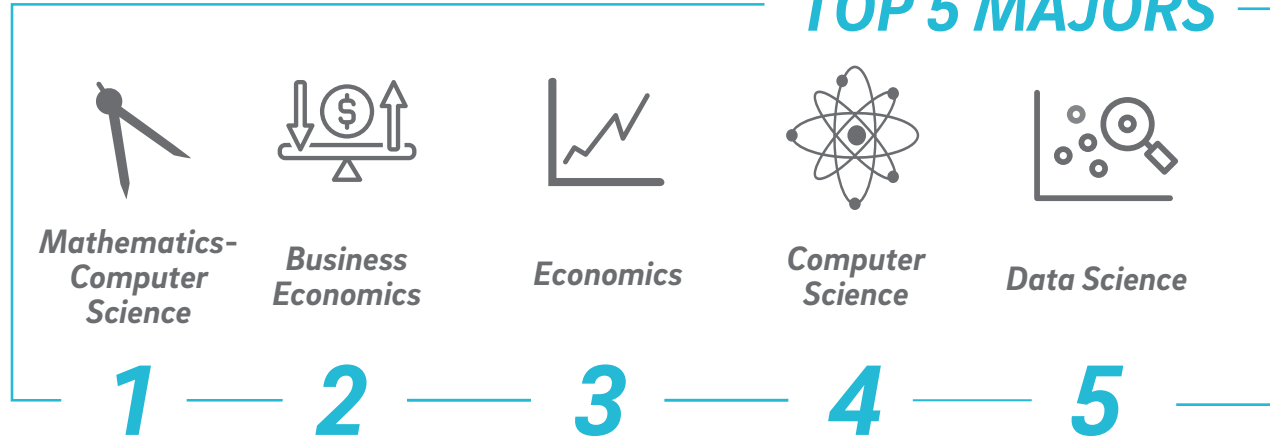 TOP 5 MAJORS
$
Mathematics-
Computer
Science
Business
Economics
Economics
Computer
Science
Data Science
1
2
3
4
5